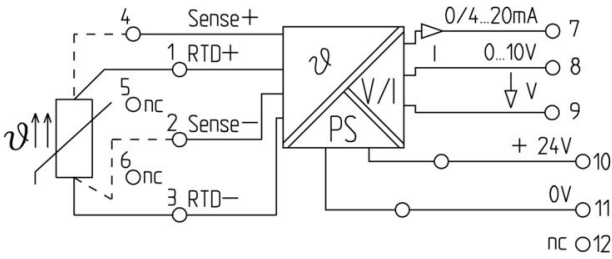 4 Sense+
1 RTD+
5 nc
2 Sense−
6 nc
3 RTD−
ϑ
ϑ
V/I
PS
0/4...20mA 7
I 0...10V 8
V 9
+ 24V 10
0V 11
nc 12